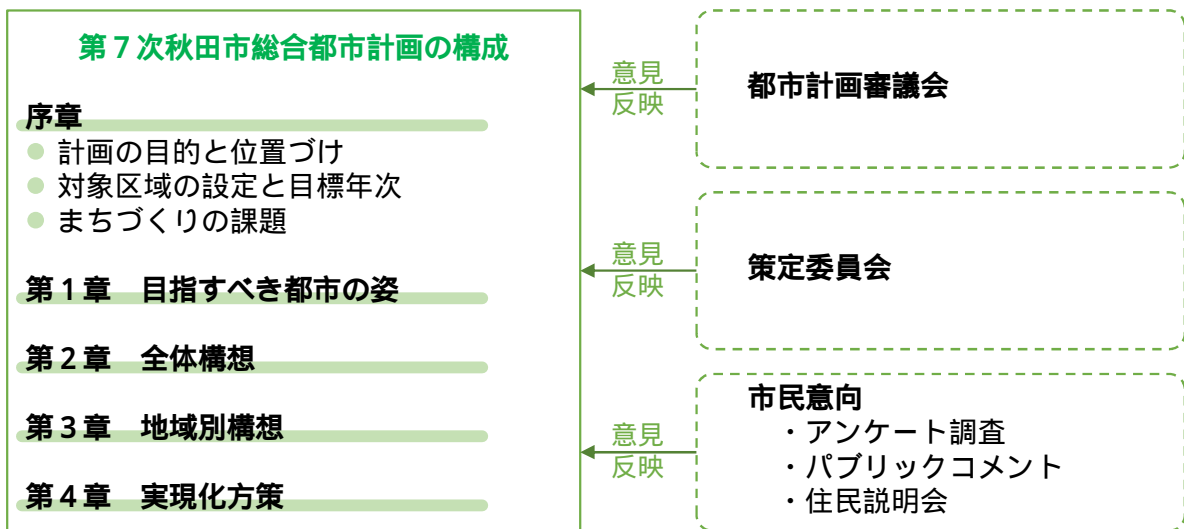 第７次秋田市総合都市計画の構成
序章
● 計画の目的と位置づけ
● 対象区域の設定と目標年次
● まちづくりの課題
第１章　目指すべき都市の姿
第２章　全体構想
第３章　地域別構想
第４章　実現化方策
意見
反映
都市計画審議会
意見
反映
策定委員会
意見
反映
市民意向
・アンケート調査
・パブリックコメント
・住民説明会